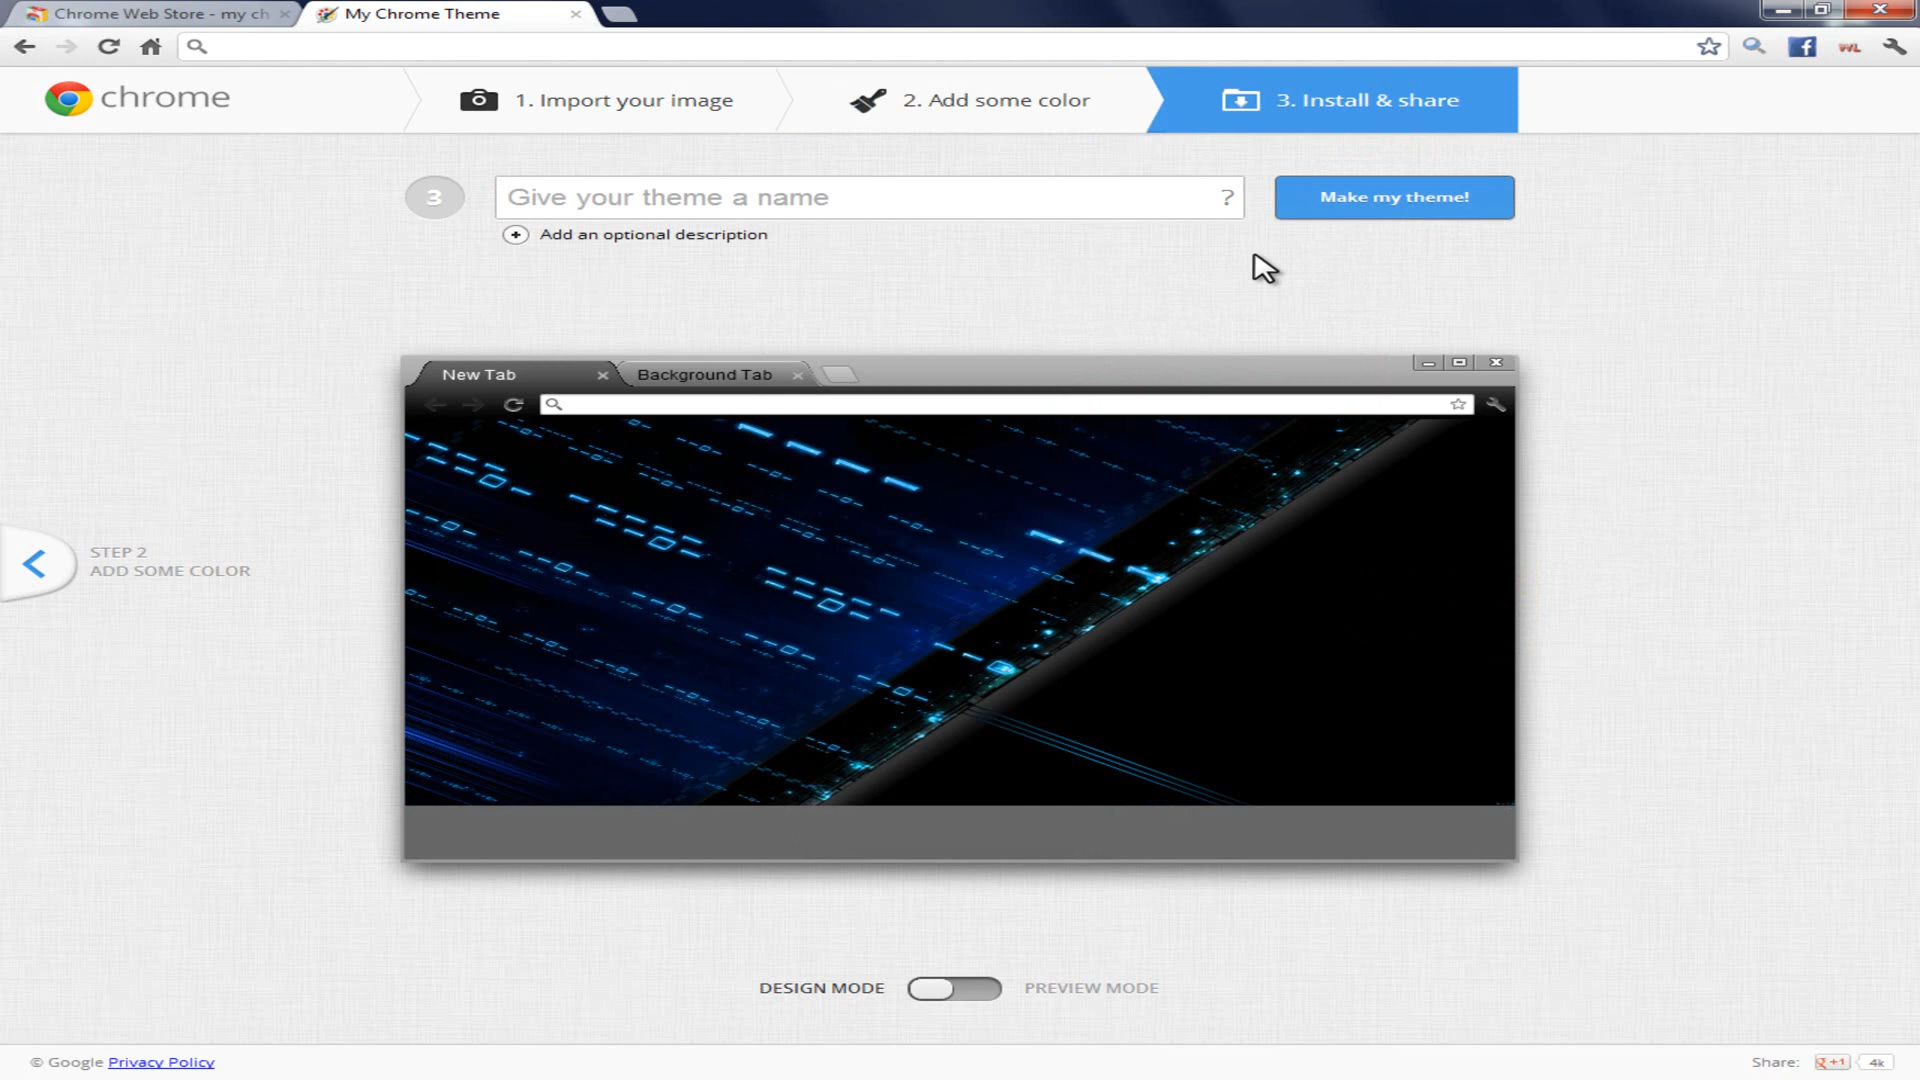 Chrome Web Store - my ch
My Chrome Theme
WL
chrome
1. Import your image
2. Add some color
3. Install & share
3
Give your theme a name
?
Make my theme!
Add an optional description
New Tab
Background Tab
STEP 2
ADD SOME COLOR
DESIGN MODE
PREVIEW MODE
© Google Privacy Policy
Share:
+1
4k